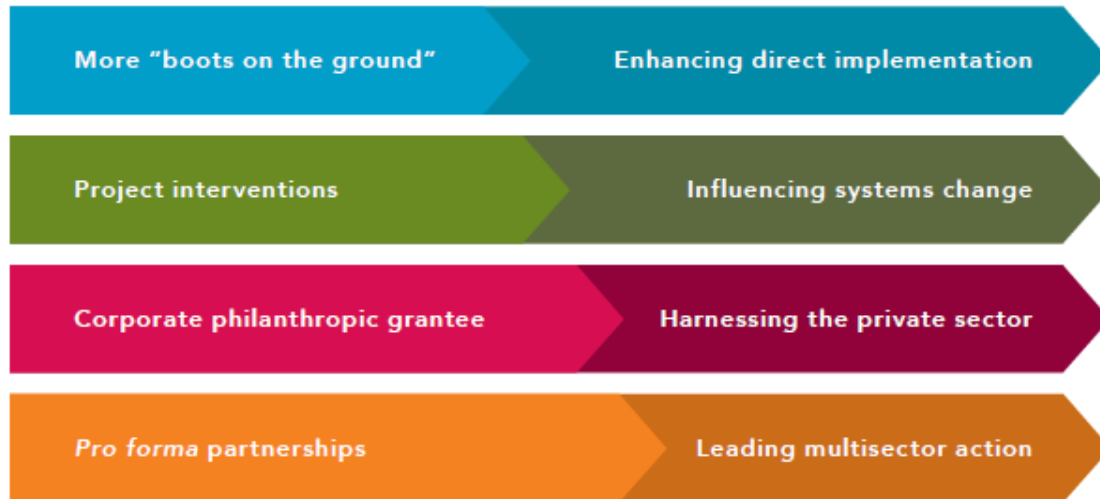 More “boots on the ground” Enhancing direct implementation
Project interventions Influencing systems change
Corporate philanthropic grantee Harnessing the private sector
Pro forma partnerships Leading multisector action